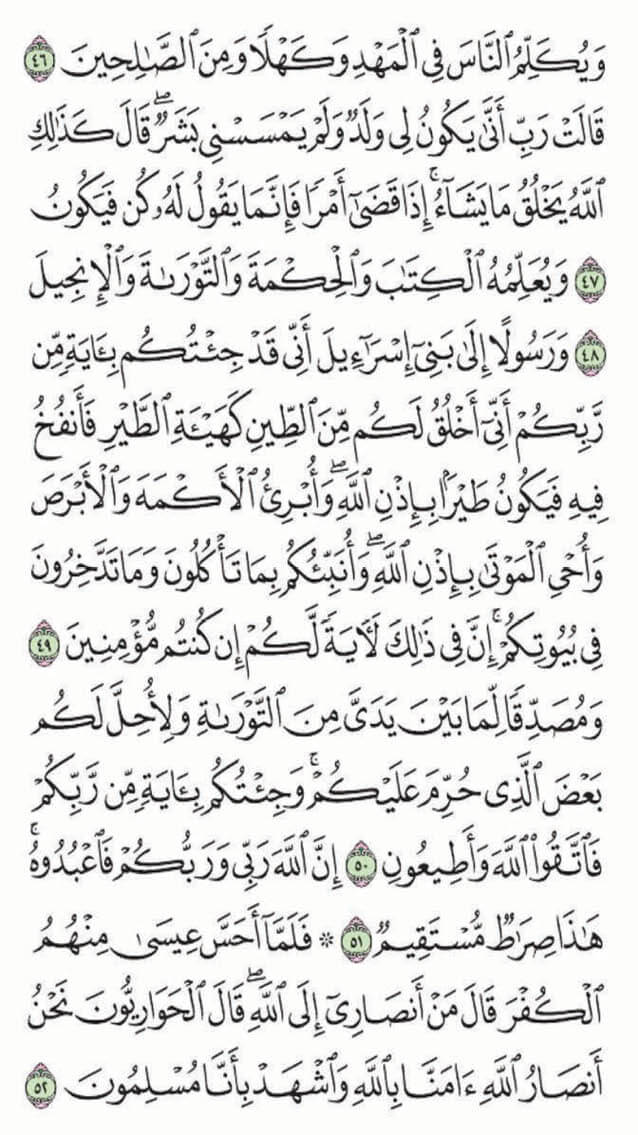 وَيُكَلِّمُ ٱلنَّاسَ فِي ٱلۡمَهۡدِ وَكَهۡلٗا وَمِنَ ٱلصَّٰلِحِينَ ٤٦
قَالَتۡ رَبِّ أَنَّىٰ يَكُونُ لِي وَلَدٞ وَلَمۡ يَمۡسَسۡنِي بَشَرٞۖ قَالَ كَذَٰلِكِ
ٱللَّهُ يَخۡلُقُ مَا يَشَآءُۚ إِذَا قَضَىٰٓ أَمۡرٗا فَإِنَّمَا يَقُولُ لَهُۥ كُن فَيَكُونُ
٤٧ وَيُعَلِّمُهُ ٱلۡكِتَٰبَ وَٱلۡحِكۡمَةَ وَٱلتَّوۡرَىٰةَ وَٱلۡإِنجِيلَ
٤٨ وَرَسُولًا إِلَىٰ بَنِيٓ إِسۡرَٰٓءِيلَ أَنِّي قَدۡ جِئۡتُكُم بِـَٔايَةٖ مِّن
رَّبِّكُمۡ أَنِّيٓ أَخۡلُقُ لَكُم مِّنَ ٱلطِّينِ كَهَيۡـَٔةِ ٱلطَّيۡرِ فَأَنفُخُ
فِيهِ فَيَكُونُ طَيۡرَۢا بِإِذۡنِ ٱللَّهِۖ وَأُبۡرِئُ ٱلۡأَكۡمَهَ وَٱلۡأَبۡرَصَ
وَأُحۡيِ ٱلۡمَوۡتَىٰ بِإِذۡنِ ٱللَّهِۖ وَأُنَبِّئُكُم بِمَا تَأۡكُلُونَ وَمَا تَدَّخِرُونَ
فِي بُيُوتِكُمۡۚ إِنَّ فِي ذَٰلِكَ لَأٓيَةٗ لَّكُمۡ إِن كُنتُم مُّؤۡمِنِينَ ٤٩
وَمُصَدِّقٗا لِّمَا بَيۡنَ يَدَيَّ مِنَ ٱلتَّوۡرَىٰةِ وَلِأُحِلَّ لَكُم
بَعۡضَ ٱلَّذِي حُرِّمَ عَلَيۡكُمۡۚ وَجِئۡتُكُم بِـَٔايَةٖ مِّن رَّبِّكُمۡ
فَٱتَّقُواْ ٱللَّهَ وَأَطِيعُونِ ٥٠ إِنَّ ٱللَّهَ رَبِّي وَرَبُّكُمۡ فَٱعۡبُدُوهُۚ
هَٰذَا صِرَٰطٞ مُّسۡتَقِيمٞ ٥١ * فَلَمَّآ أَحَسَّ عِيسَىٰ مِنۡهُمُ
ٱلۡكُفۡرَ قَالَ مَنۡ أَنصَارِيٓ إِلَى ٱللَّهِۖ قَالَ ٱلۡحَوَارِيُّونَ نَحۡنُ
أَنصَارُ ٱللَّهِ ءَامَنَّا بِٱللَّهِ وَٱشۡهَدۡ بِأَنَّا مُسۡلِمُونَ ٥٢